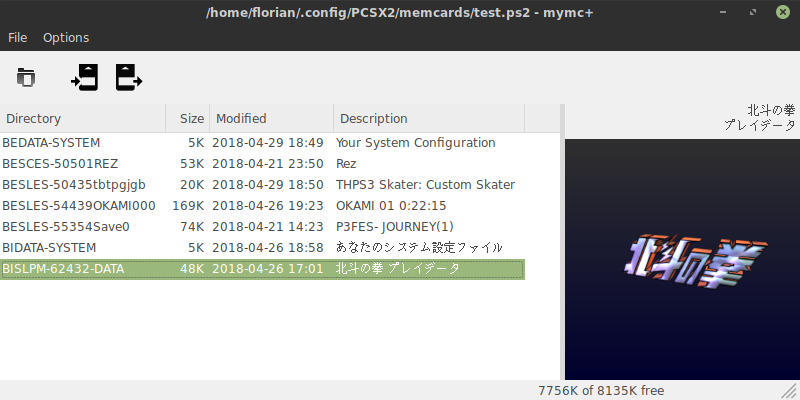 /home/florian/.config/PCSX2/memcards/test.ps2 - mymc+
File Options
Directory Size Modified Description
BEDATA-SYSTEM 5K 2018-04-29 18:49 Your System Configuration
BESCES-50501REZ 53K 2018-04-21 23:50 Rez
BESLES-50435tbtpgjgb 20K 2018-04-29 18:50 THPS3 Skater: Custom Skater
BESLES-54439OKAMI000 169K 2018-04-26 19:23 OKAMI 01 0:22:15
BESLES-55354Save0 74K 2018-04-21 14:23 P3FES- JOURNEY(1)
BIDATA-SYSTEM 5K 2018-04-26 18:58 あなたのシステム設定ファイル
BISLPM-62432-DATA 48K 2018-04-26 17:01 北斗の拳 プレイデータ
北斗の拳
プレイデータ
北斗の拳
7756K of 8135K free